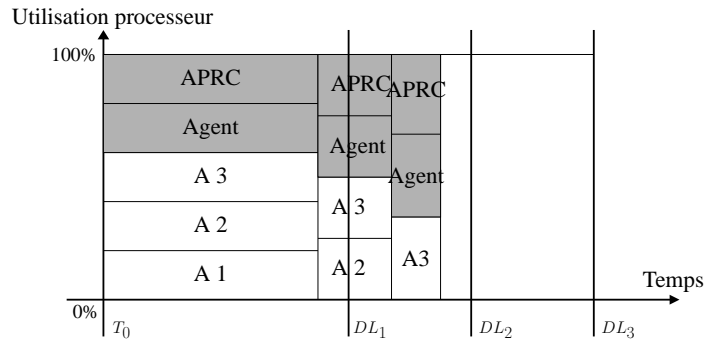 Utilisation processeur
100%
APRC
APRC
APRC
Agent
Agent
Agent
A 3
A 3
A 2
A 2
A3
A 1
Temps
0%
T0
DL1
DL2
DL3